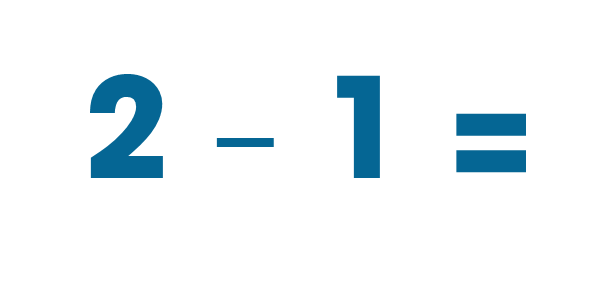 2 – 1 =